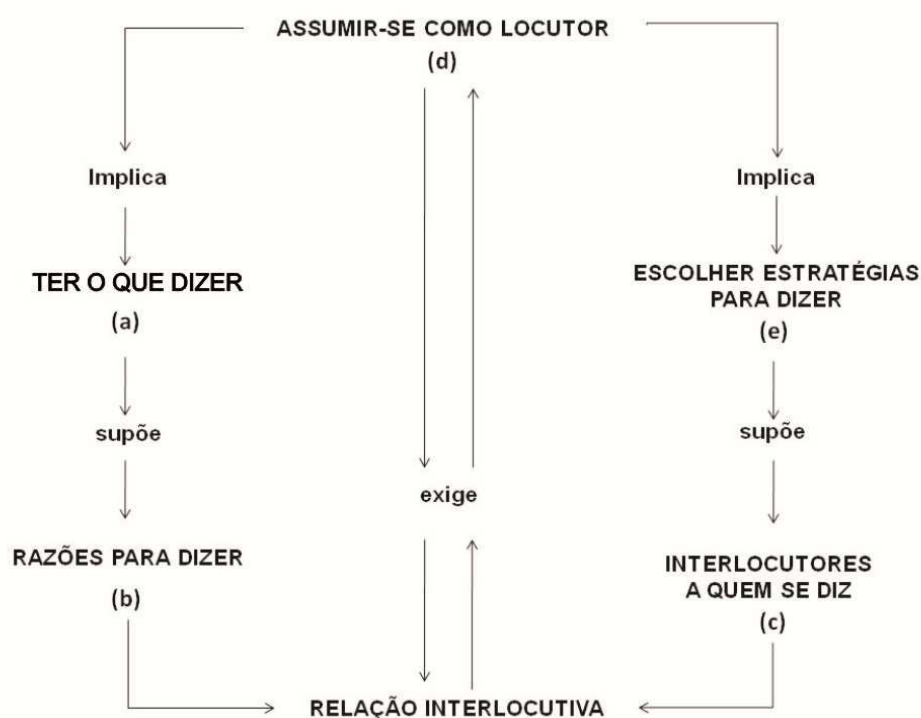 ASSUMIR-SE COMO LOCUTOR
(d)
Implica
Implica
TER O QUE DIZER
(a)
ESCOLHER ESTRATÉGIAS
PARA DIZER
(e)
supõe
supõe
exige
RAZÕES PARA DIZER
(b)
INTERLOCUTORES
A QUEM SE DIZ
(c)
RELAÇÃO INTERLOCUTIVA